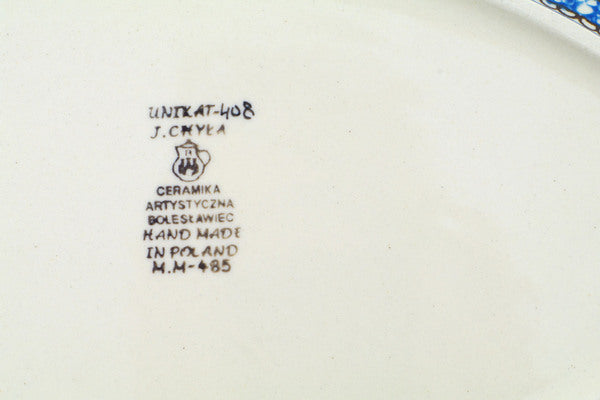 UNIKAT-408
J. CHYŁA
CERAMIKA
ARTYSTYCZNA
BOLESŁAWIEC
HAND MADE
IN POLAND
M.M-485